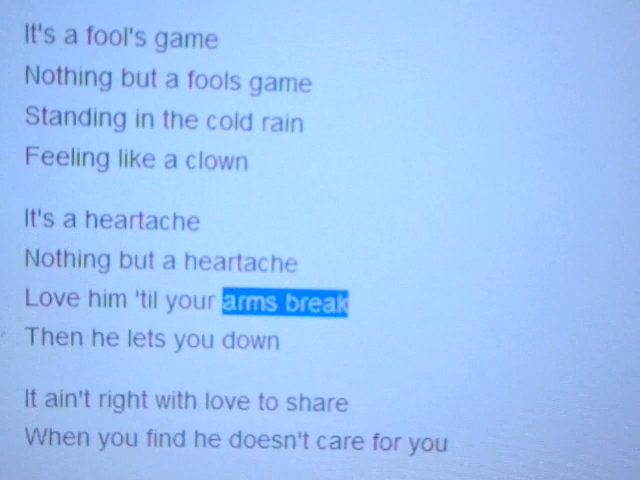 It's a fool's game
Nothing but a fools game
Standing in the cold rain
Feeling like a clown
It's a heartache
Nothing but a heartache
Love him 'til your arms break
Then he lets you down
It ain't right with love to share
When you find he doesn't care for you